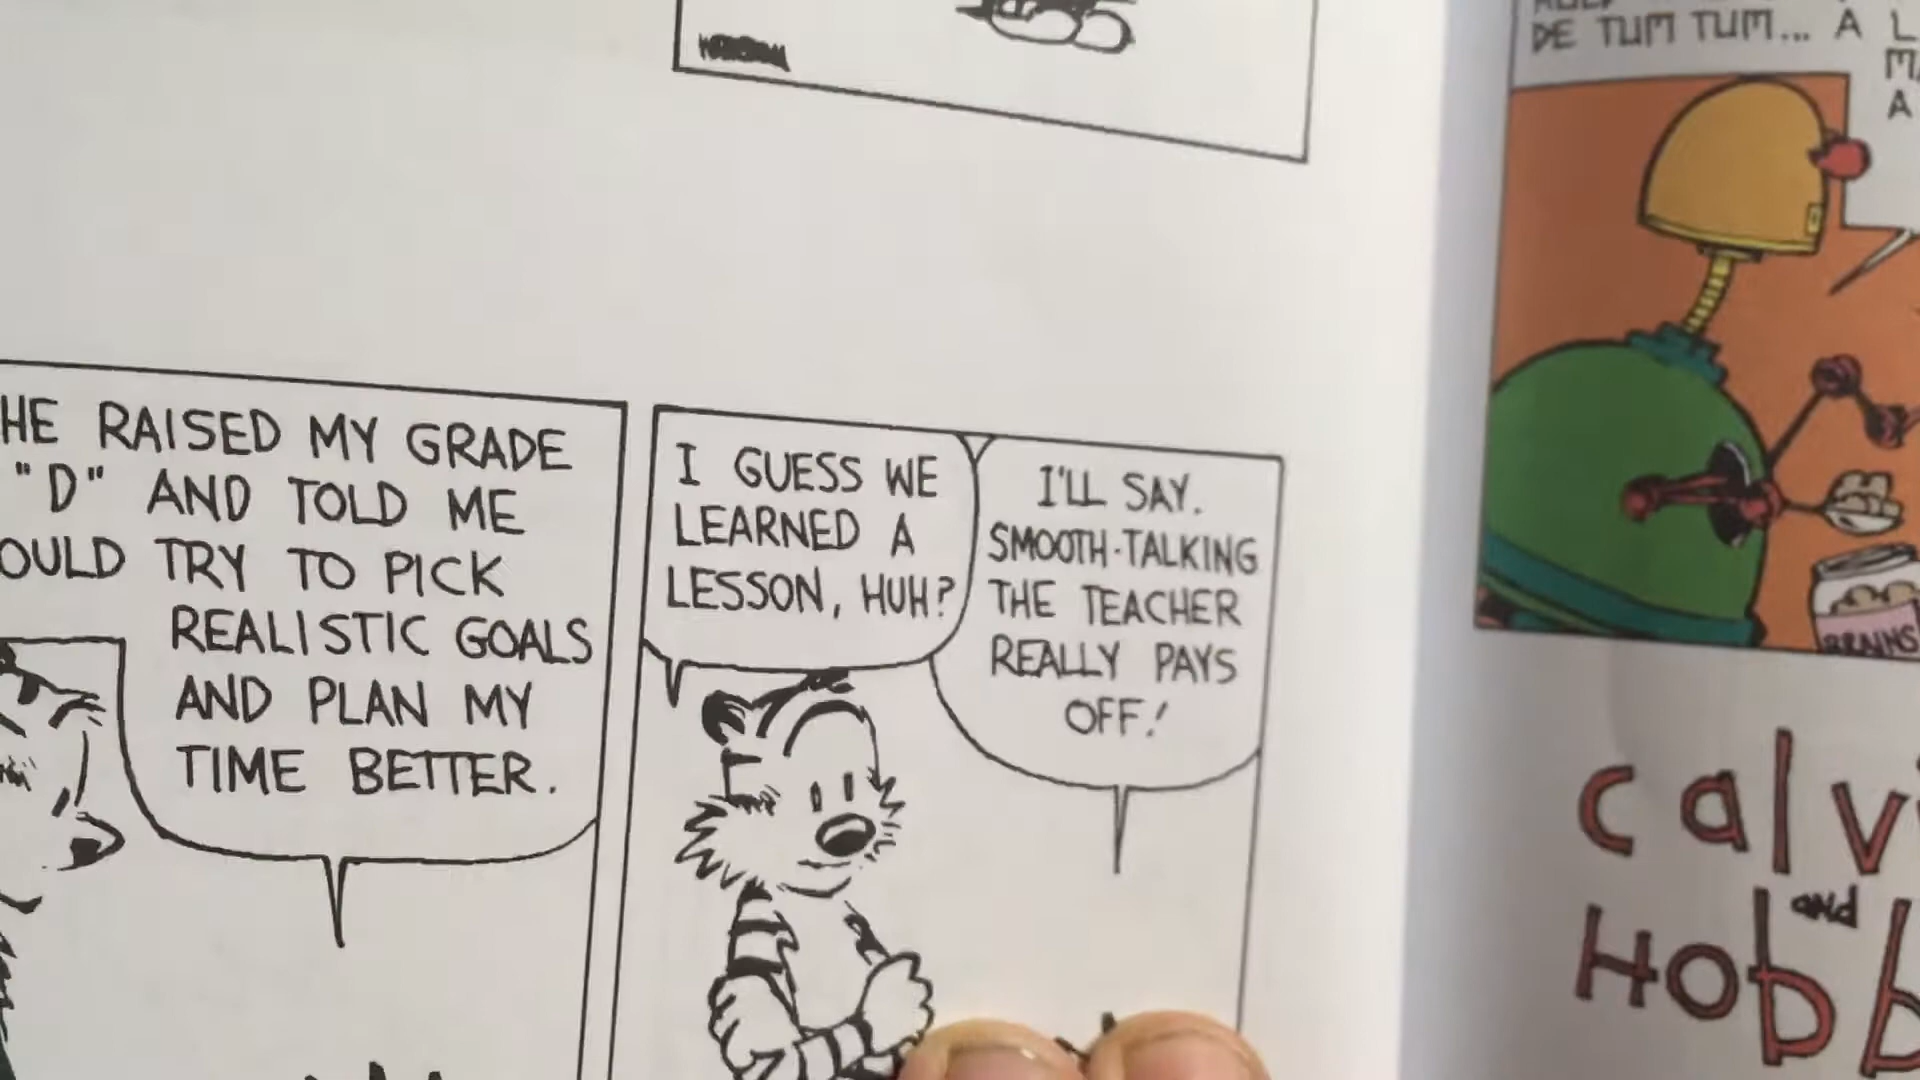 DE TUM TUM... A
HE RAISED MY GRADE
"D" AND TOLD ME
OULD TRY TO PICK
REALISTIC GOALS
AND PLAN MY
TIME BETTER.
I GUESS WE
LEARNED A
LESSON, HUH?
I'LL SAY.
SMOOTH-TALKING
THE TEACHER
REALLY PAYS
OFF!
L
MA
A
BRAINS
calvi
and
Hobb